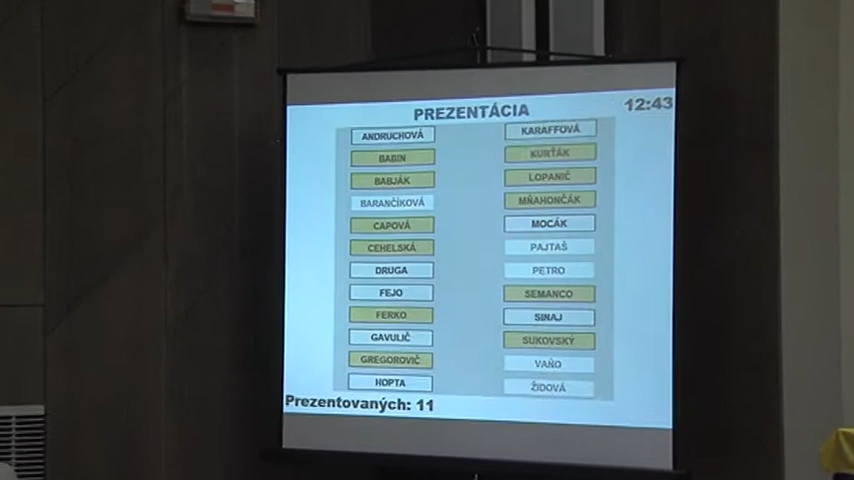 PREZENTÁCIA
12:43
ANDRUCHOVÁ
BABIN
BABJÁK
BARANČÍKOVÁ
CAPOVÁ
CEHELSKÁ
DRUGA
FEJO
FERKO
GAVULIČ
GREGOROVIČ
HOPTA
KARAFFOVÁ
KURŤÁK
LOPANIČ
MŇAHONČÁK
MOCÁK
PAJTAŠ
PETRO
SEMANCO
SINAJ
SUKOVSKÝ
VAŇO
ŽIDOVÁ
Prezentovaných: 11